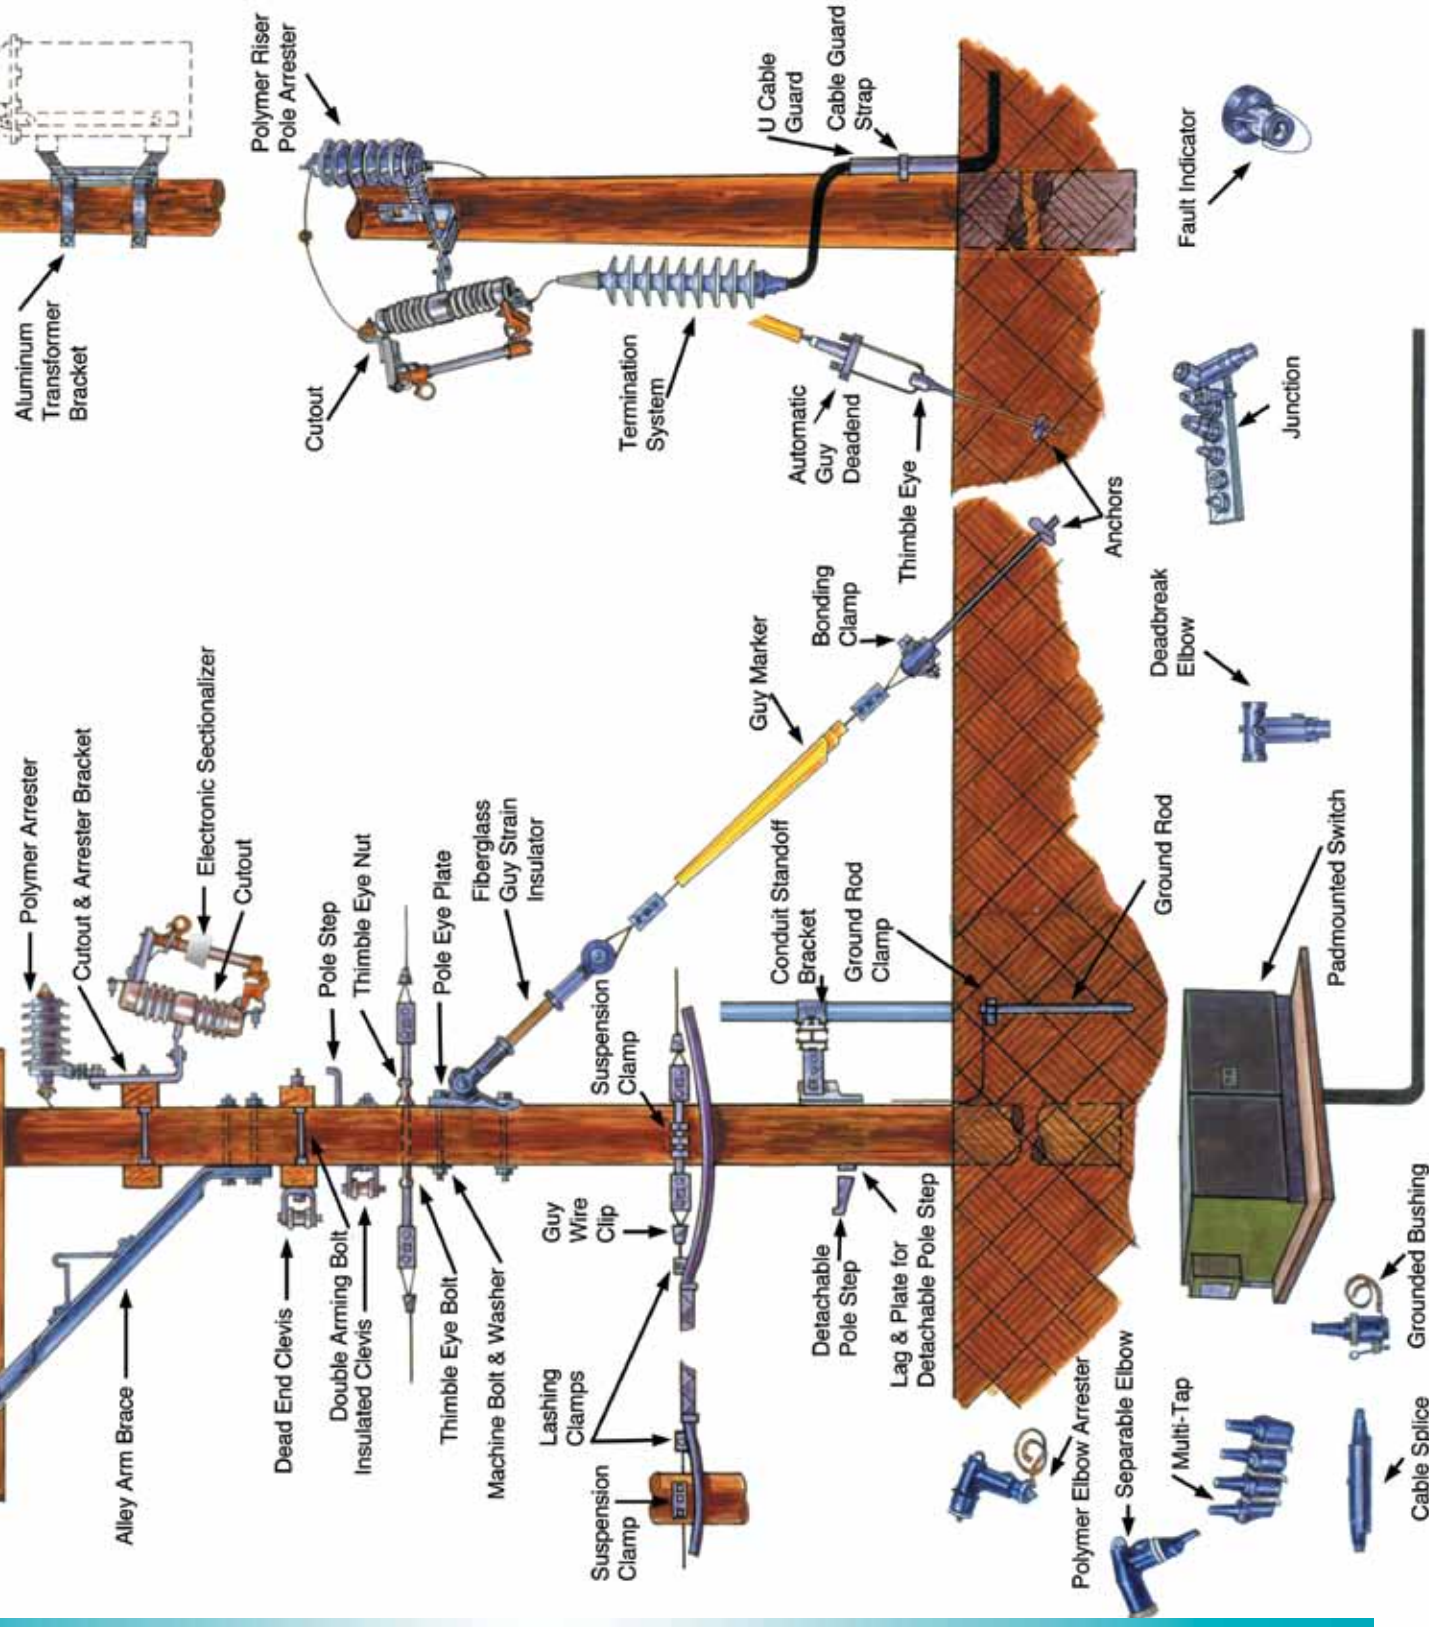 Aluminum
Transformer
Bracket
Polymer Riser
Pole Arrester
Cutout
U Cable
Guard
Cable Guard
Strap
Termination
System
Automatic
Guy
Deadend
Thimble Eye
Anchors
Fault Indicator
Junction
Polymer Arrester
Cutout & Arrester Bracket
Electronic Sectionalizer
Cutout
Pole Step
Thimble Eye Nut
Pole Eye Plate
Fiberglass
Guy Strain
Insulator
Guy Marker
Bonding
Clamp
Deadbreak
Elbow
Suspension
Clamp
Conduit Standoff
Bracket
Ground Rod
Clamp
Ground Rod
Padmounted Switch
Alley Arm Brace
Dead End Clevis
Double Arming Bolt
Insulated Clevis
Thimble Eye Bolt
Machine Bolt & Washer
Guy
Wire
Clip
Lashing
Clamps
Suspension
Clamp
Detachable
Pole Step
Lag & Plate for
Detachable Pole Step
Polymer Elbow Arrester
Separable Elbow
Multi-Tap
Grounded Bushing
Cable Splice